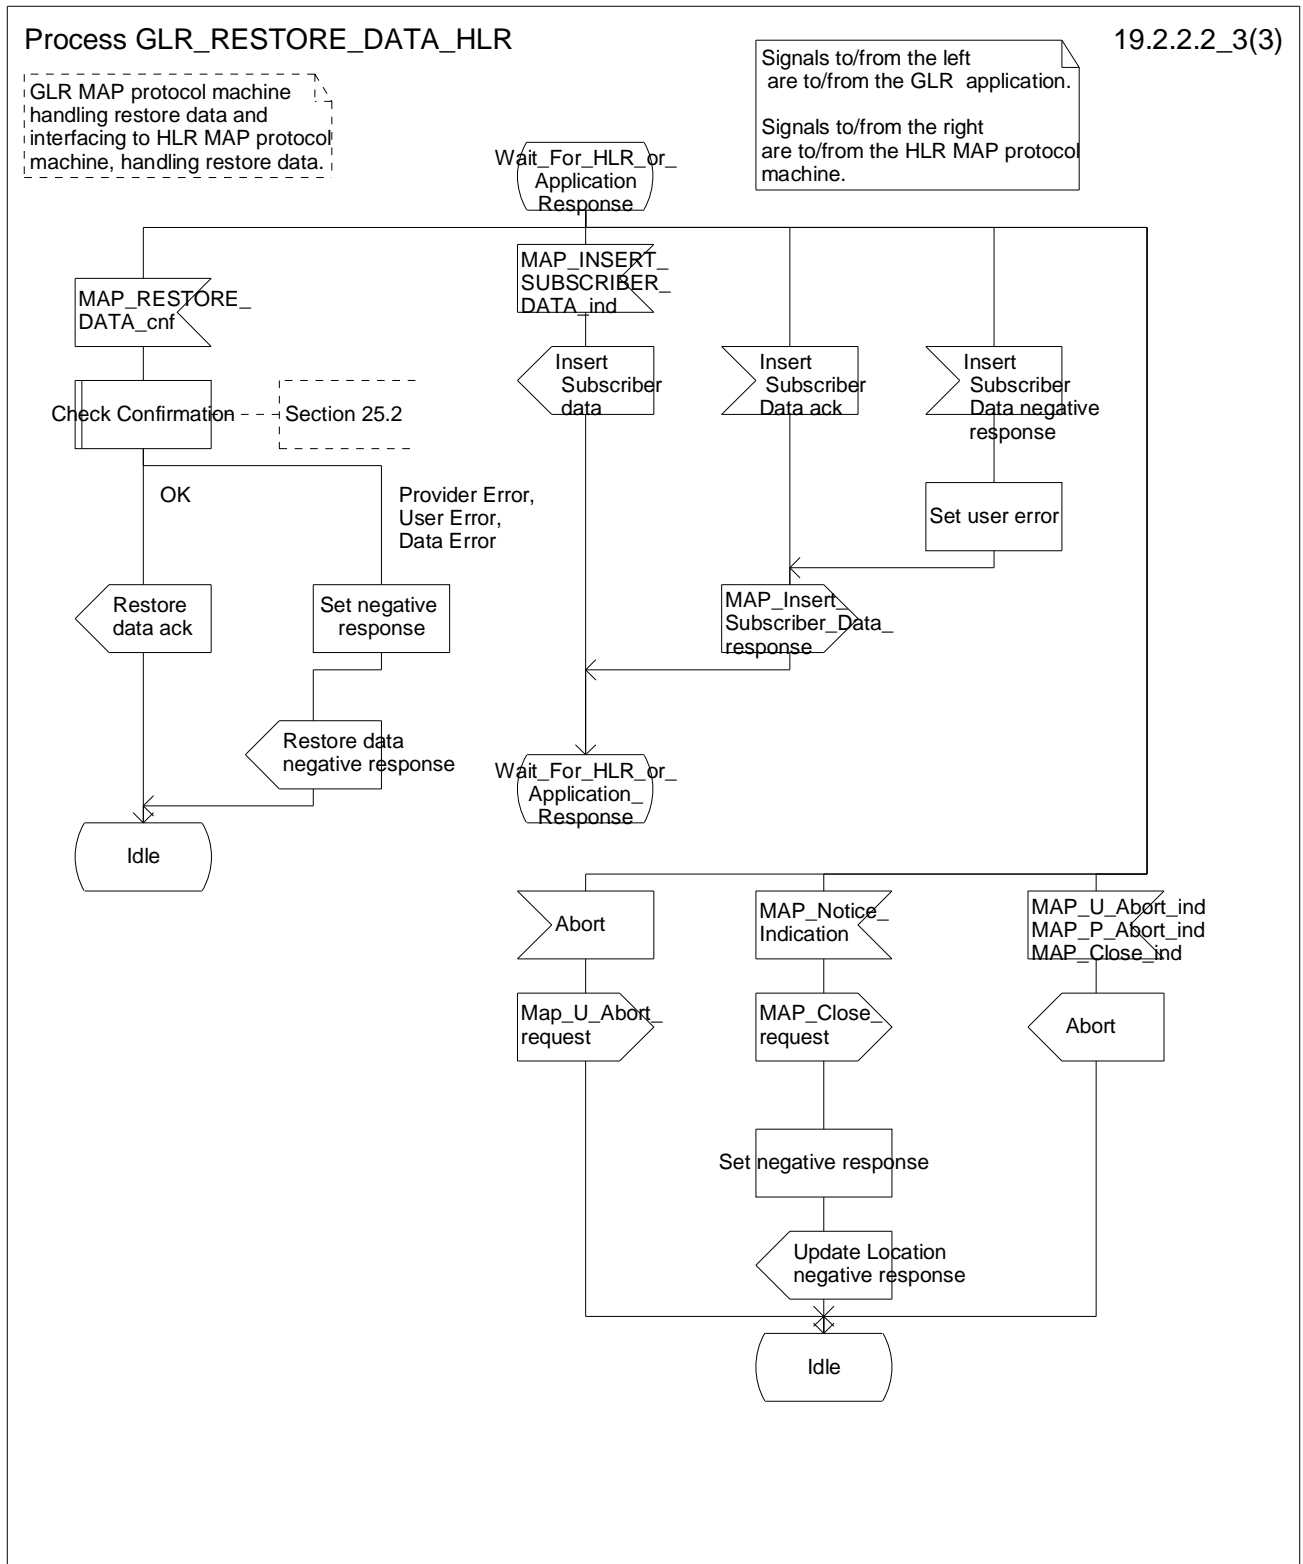 Process GLR_RESTORE_DATA_HLR
19.2.2.2_3(3)
GLR MAP protocol machine
handling restore data and
interfacing to HLR MAP protocol
machine, handling restore data.
Signals to/from the left
are to/from the GLR application.
Signals to/from the right
are to/from the HLR MAP protocol
machine.
Wait_For_HLR_or_
Application
Response
MAP_RESTORE_
DATA_cnf
MAP_INSERT_
SUBSCRIBER_
DATA_ind
Insert
Subscriber
data
Insert
Subscriber
Data ack
Insert
Subscriber
Data negative
response
Check Confirmation
Section 25.2
OK
Provider Error,
User Error,
Data Error
Set user error
Restore
data ack
Set negative
response
MAP_Insert_
Subscriber_Data_
response
Restore data
negative response
Wait_For_HLR_or_
Application_
Response
Idle
Abort
MAP_Notice_
Indication
MAP_U_Abort_ind
MAP_P_Abort_ind
MAP_Close_ind
Map_U_Abort_
request
MAP_Close_
request
Abort
Set negative response
Update Location
negative response
Idle